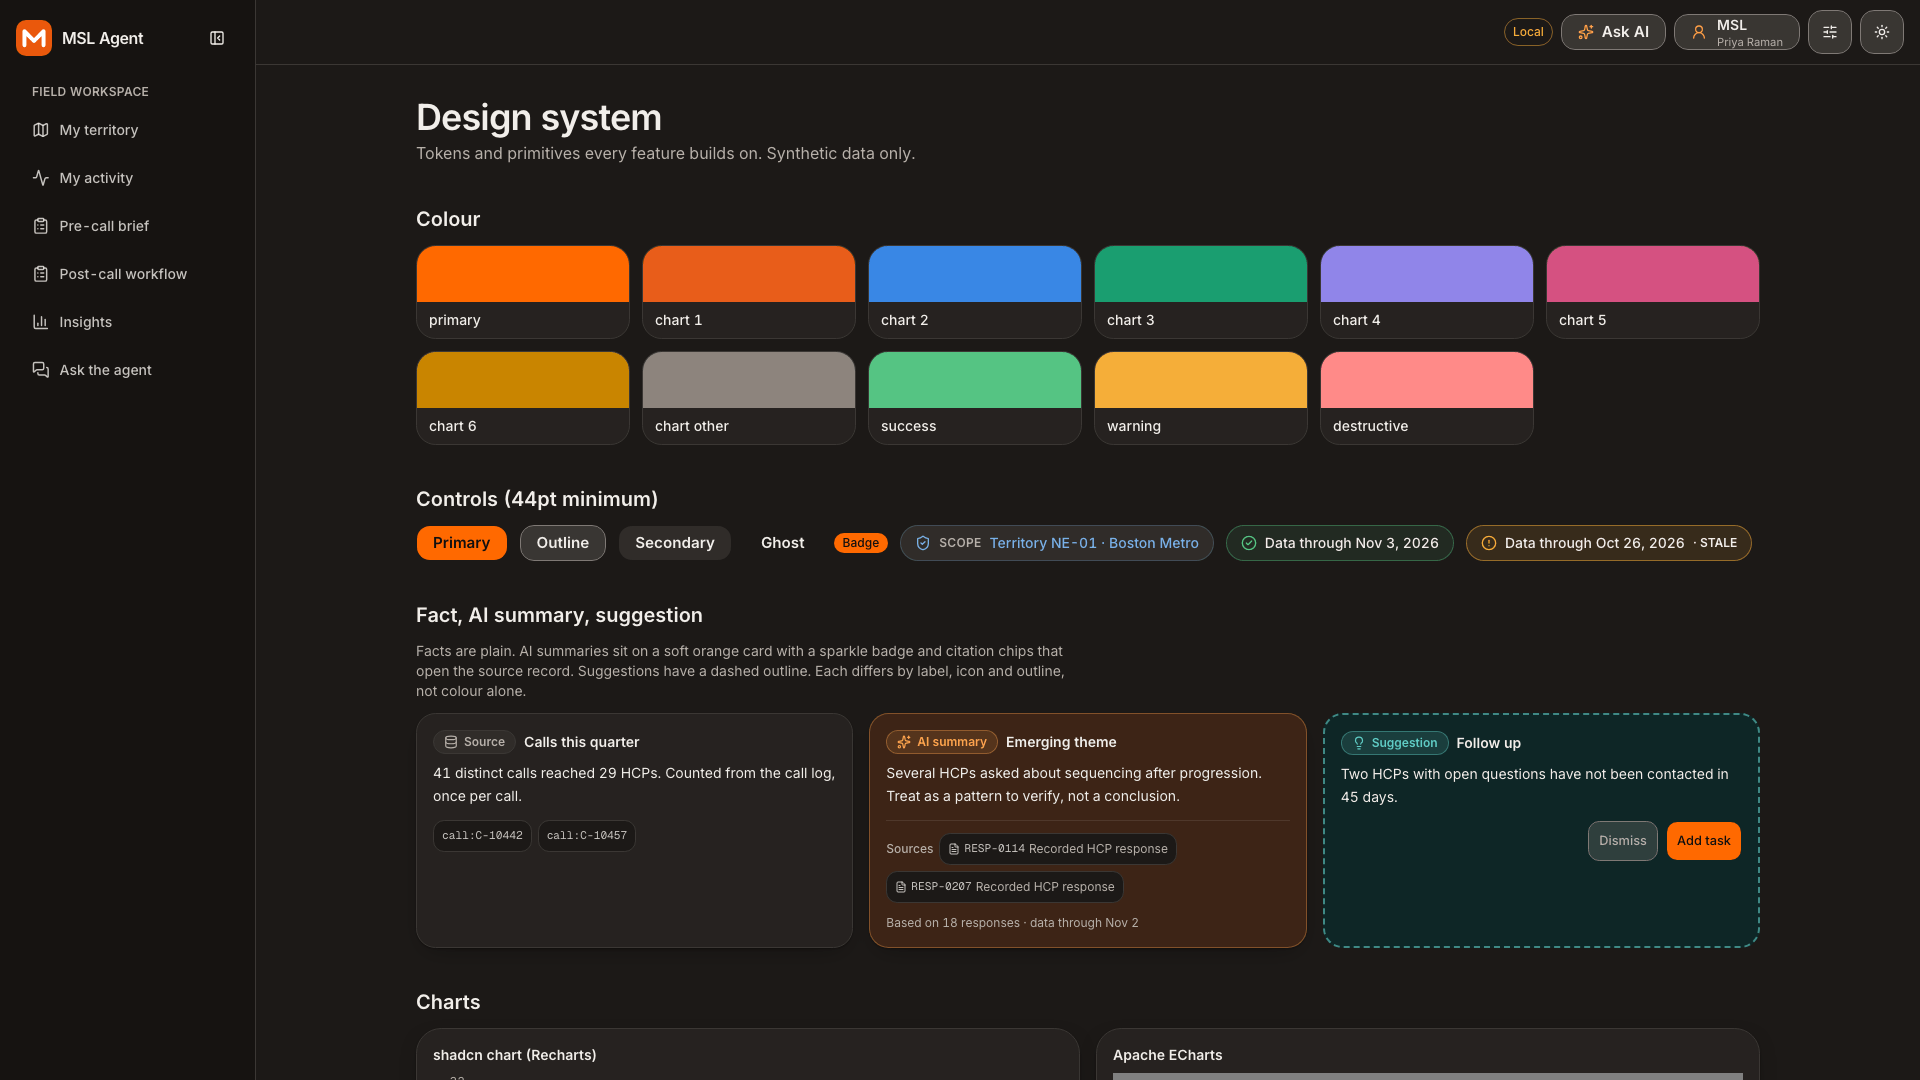 MSL Agent
FIELD WORKSPACE
My territory
My activity
Pre-call brief
Post-call workflow
Insights
Ask the agent
Local
Ask AI
MSL
Priya Raman
Design system
Tokens and primitives every feature builds on. Synthetic data only.
Colour
primary
chart 1
chart 2
chart 3
chart 4
chart 5
chart 6
chart other
success
warning
destructive
Controls (44pt minimum)
Primary
Outline
Secondary
Ghost
Badge
SCOPE Territory NE-01 · Boston Metro
Data through Nov 3, 2026
Data through Oct 26, 2026 · STALE
Fact, AI summary, suggestion
Facts are plain. AI summaries sit on a soft orange card with a sparkle badge and citation chips that
open the source record. Suggestions have a dashed outline. Each differs by label, icon and outline,
not colour alone.
Source Calls this quarter
41 distinct calls reached 29 HCPs. Counted from the call log,
once per call.
call:C-10442 call:C-10457
AI summary Emerging theme
Several HCPs asked about sequencing after progression.
Treat as a pattern to verify, not a conclusion.
Sources RESP-0114 Recorded HCP response
RESP-0207 Recorded HCP response
Based on 18 responses · data through Nov 2
Suggestion Follow up
Two HCPs with open questions have not been contacted in
45 days.
Dismiss Add task
Charts
shadcn chart (Recharts)
Apache ECharts